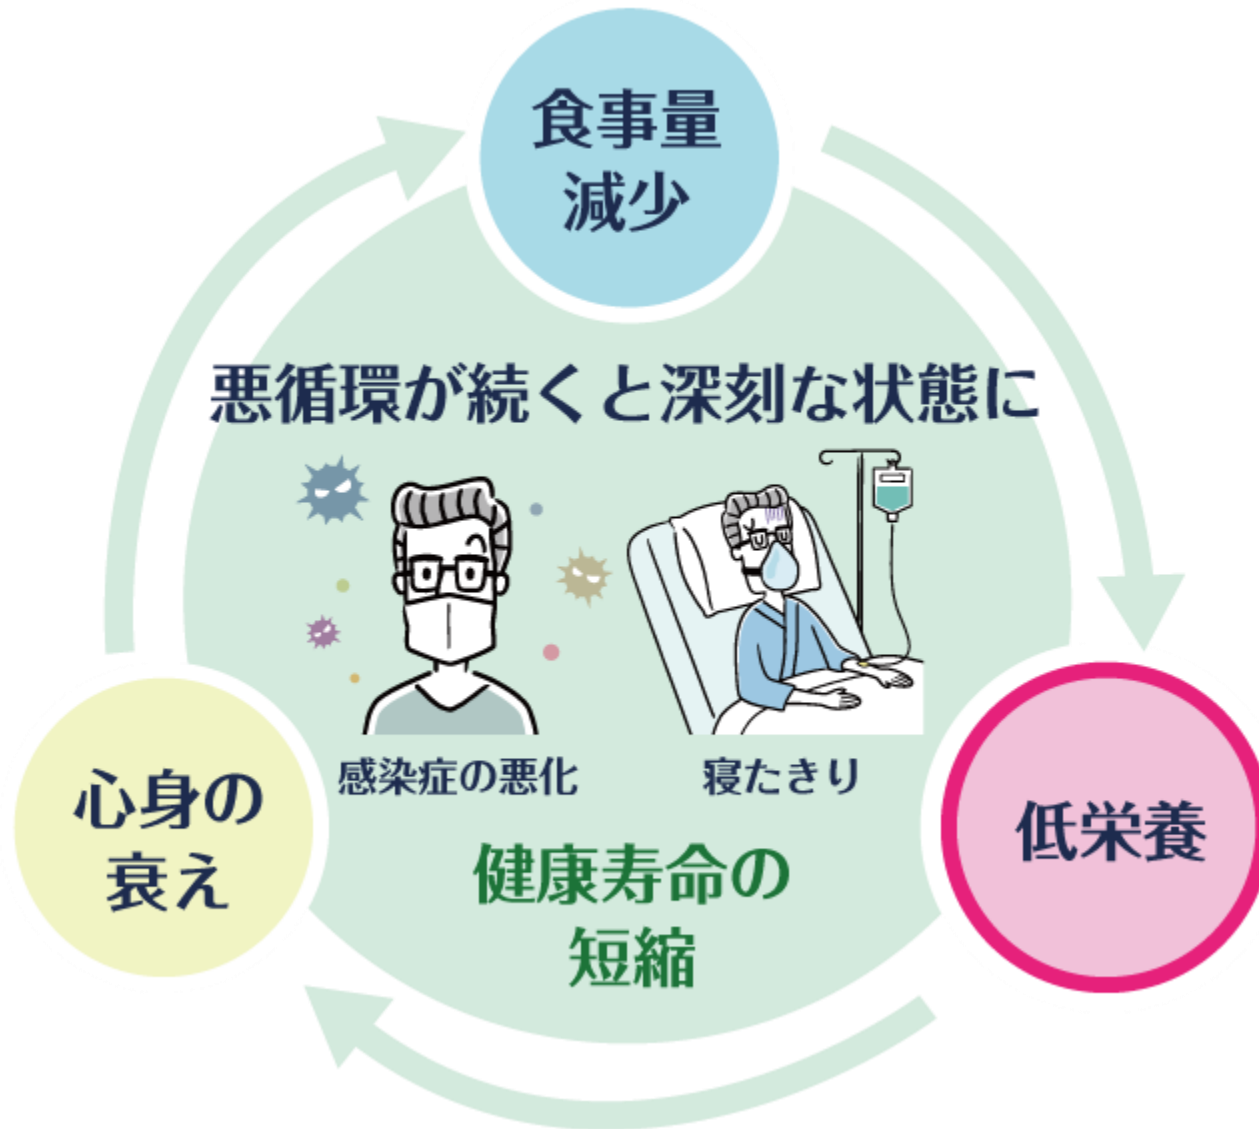 食事量
減少
悪循環が続くと深刻な状態に
感染症の悪化
寝たきり
心身の
衰え
低栄養
健康寿命の
短縮